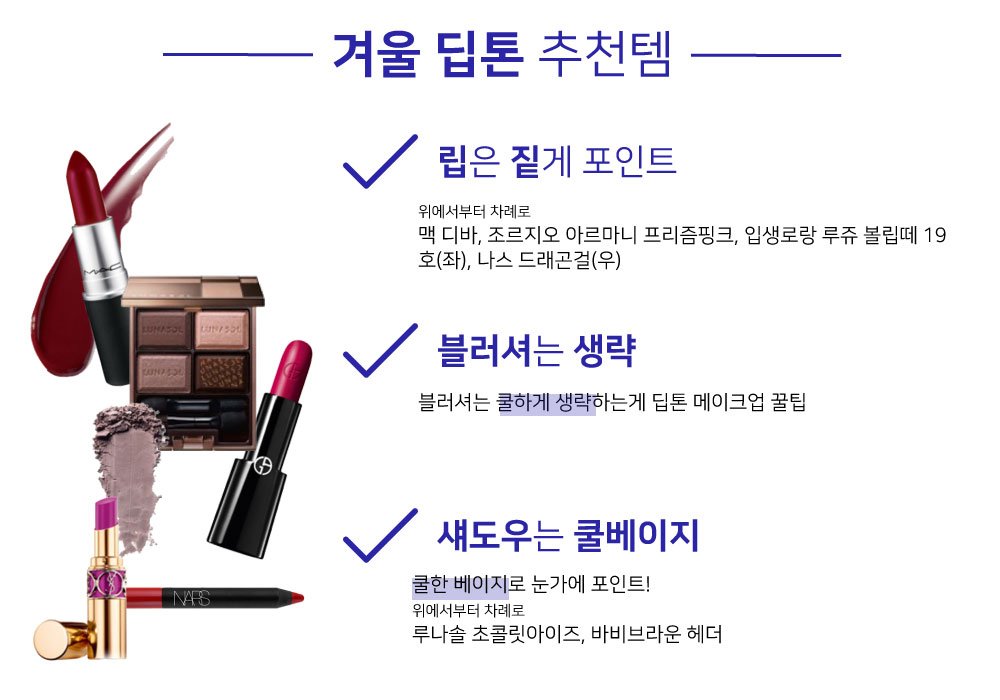 겨울 딥톤 추천템
립은 짙게 포인트
위에서부터 차례로
맥 디바, 조르지오 아르마니 프리즘핑크, 입생로랑 루쥬 볼립떼 19
호(좌), 나스 드래곤걸(우)
MAC
LUNASOL LUNASOL
LUNASOL
블러셔는 생략
블러셔는 쿨하게 생략하는게 딥톤 메이크업 꿀팁
섀도우는 쿨베이지
쿨한 베이지로 눈가에 포인트!
위에서부터 차례로
루나솔 초콜릿아이즈, 바비브라운 헤더
NARS